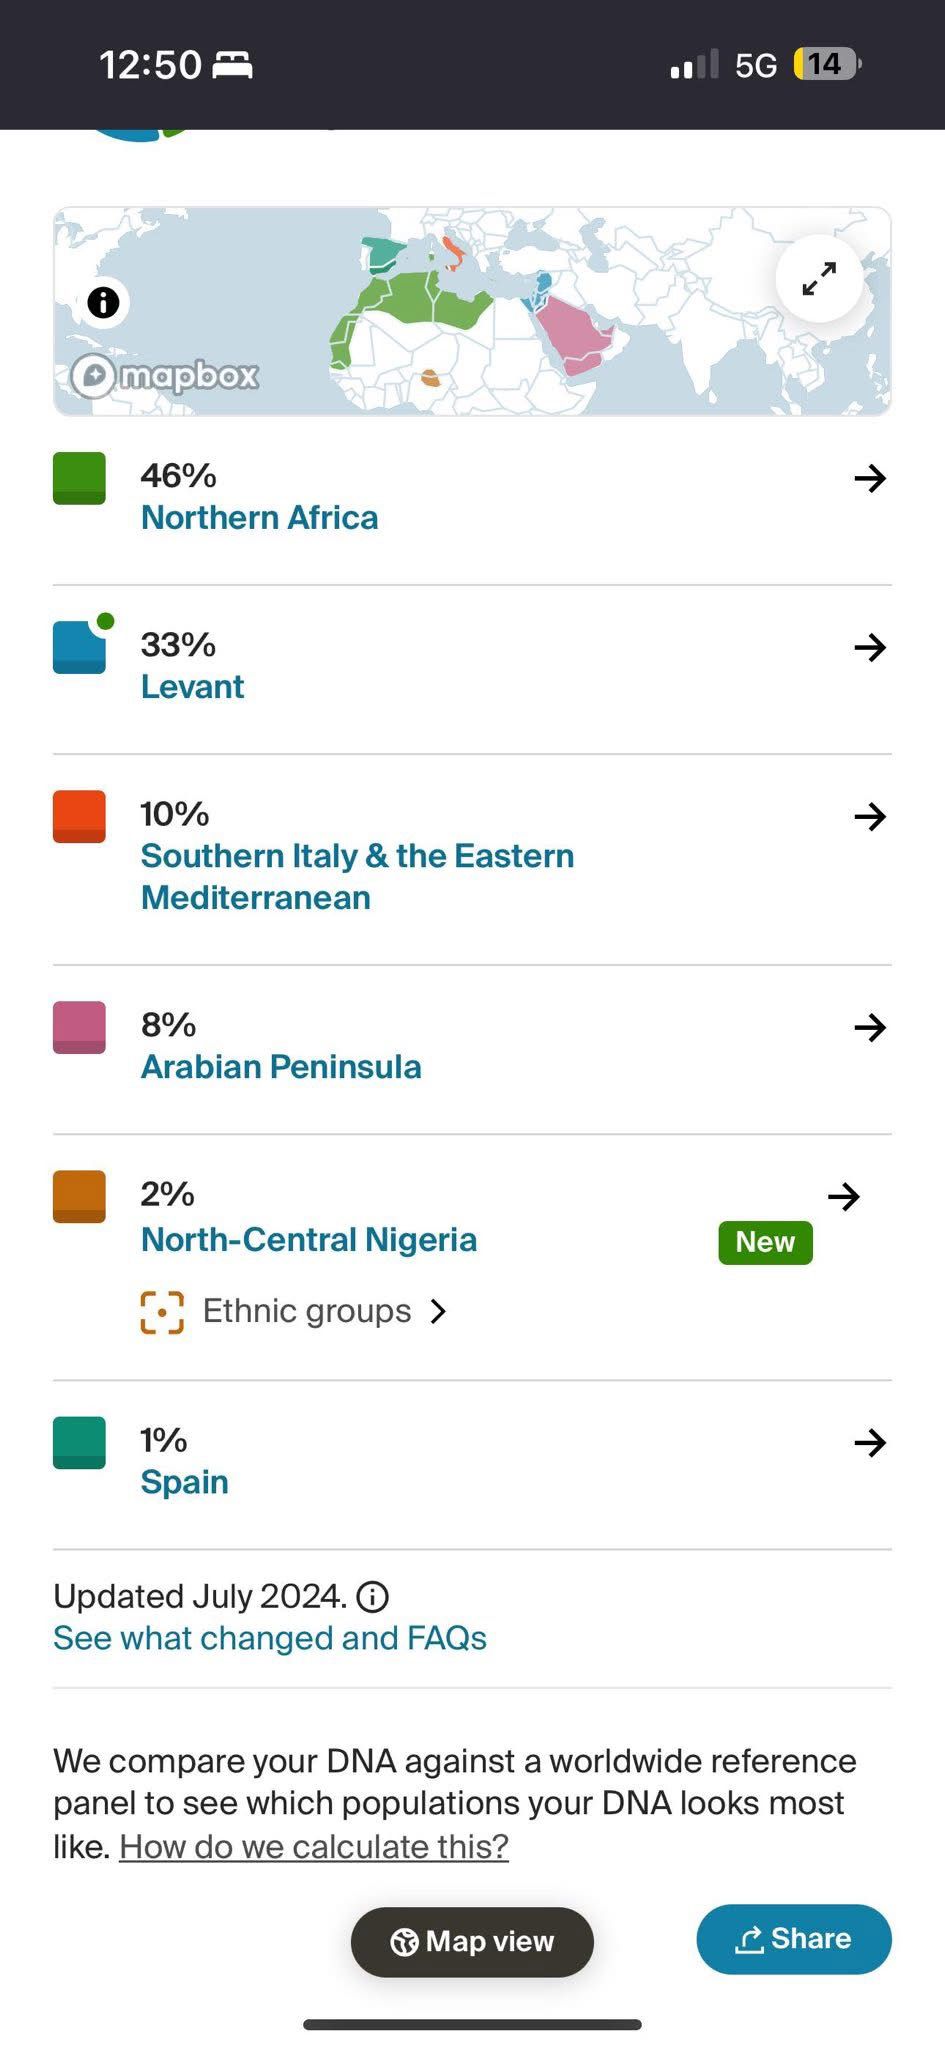 12:50
5G
14
mapbox
46%
Northern Africa
33%
Levant
10%
Southern Italy & the Eastern
Mediterranean
8%
Arabian Peninsula
2%
North-Central Nigeria
New
Ethnic groups
1%
Spain
Updated July 2024.
See what changed and FAQs
We compare your DNA against a worldwide reference
panel to see which populations your DNA looks most
like. How do we calculate this?
Map view
Share